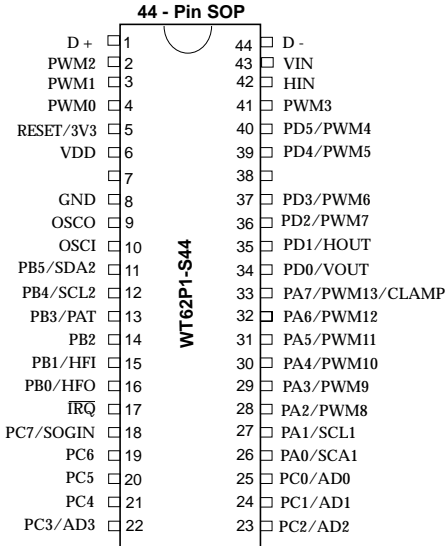 44 - Pin SOP
D + 1 44 D -
PWM2 2 43 VIN
PWM1 3 42 HIN
PWM0 4 41 PWM3
RESET/3V3 5 40 PD5/PWM4
VDD 6 39 PD4/PWM5
7 38
GND 8 37 PD3/PWM6
OSCO 9 36 PD2/PWM7
OSCI 10 35 PD1/HOUT
PB5/SDA2 11 34 PD0/VOUT
PB4/SCL2 12 33 PA7/PWM13/CLAMP
PB3/PAT 13 32 PA6/PWM12
PB2 14 31 PA5/PWM11
PB1/HFI 15 30 PA4/PWM10
PB0/HFO 16 29 PA3/PWM9
IRQ 17 28 PA2/PWM8
PC7/SOGIN 18 27 PA1/SCL1
PC6 19 26 PA0/SCA1
PC5 20 25 PC0/AD0
PC4 21 24 PC1/AD1
PC3/AD3 22 23 PC2/AD2
WT62P1-S44